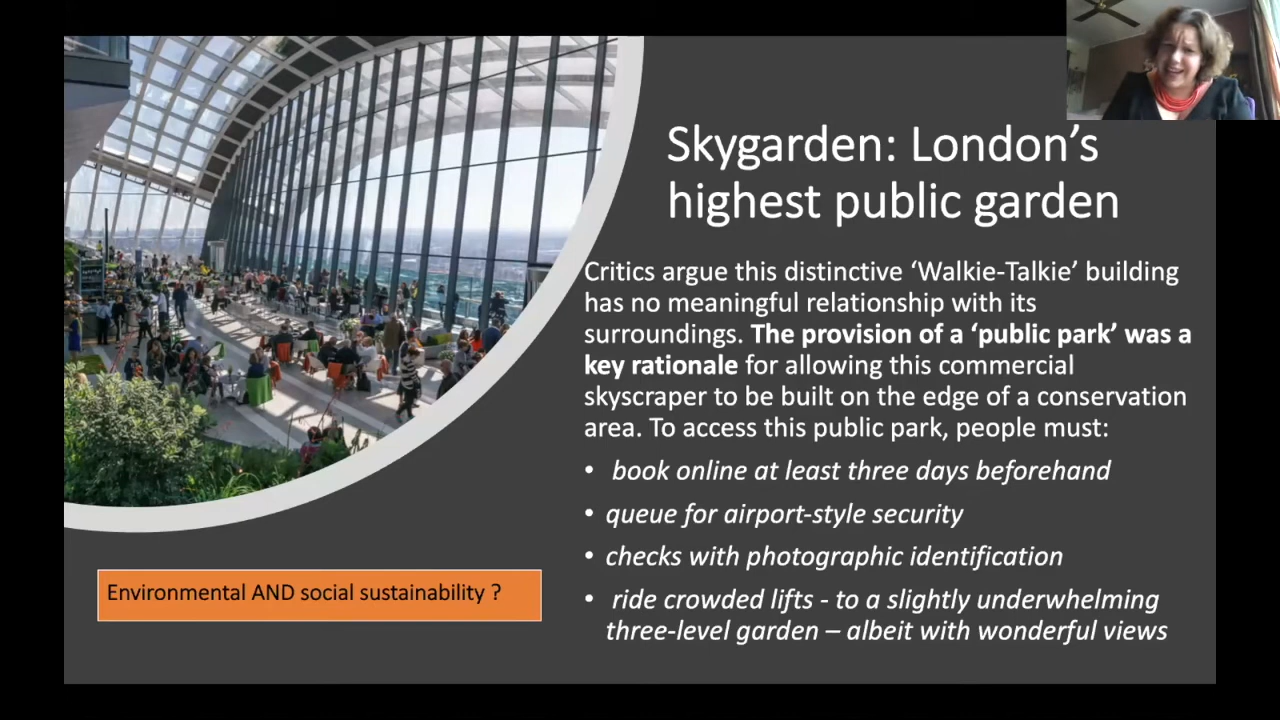 Skygarden: London’s
highest public garden
Critics argue this distinctive ‘Walkie-Talkie’ building
has no meaningful relationship with its
surroundings. The provision of a ‘public park’ was a
key rationale for allowing this commercial
skyscraper to be built on the edge of a conservation
area. To access this public park, people must:
• book online at least three days beforehand
• queue for airport-style security
• checks with photographic identification
• ride crowded lifts - to a slightly underwhelming
three-level garden – albeit with wonderful views
Environmental AND social sustainability ?